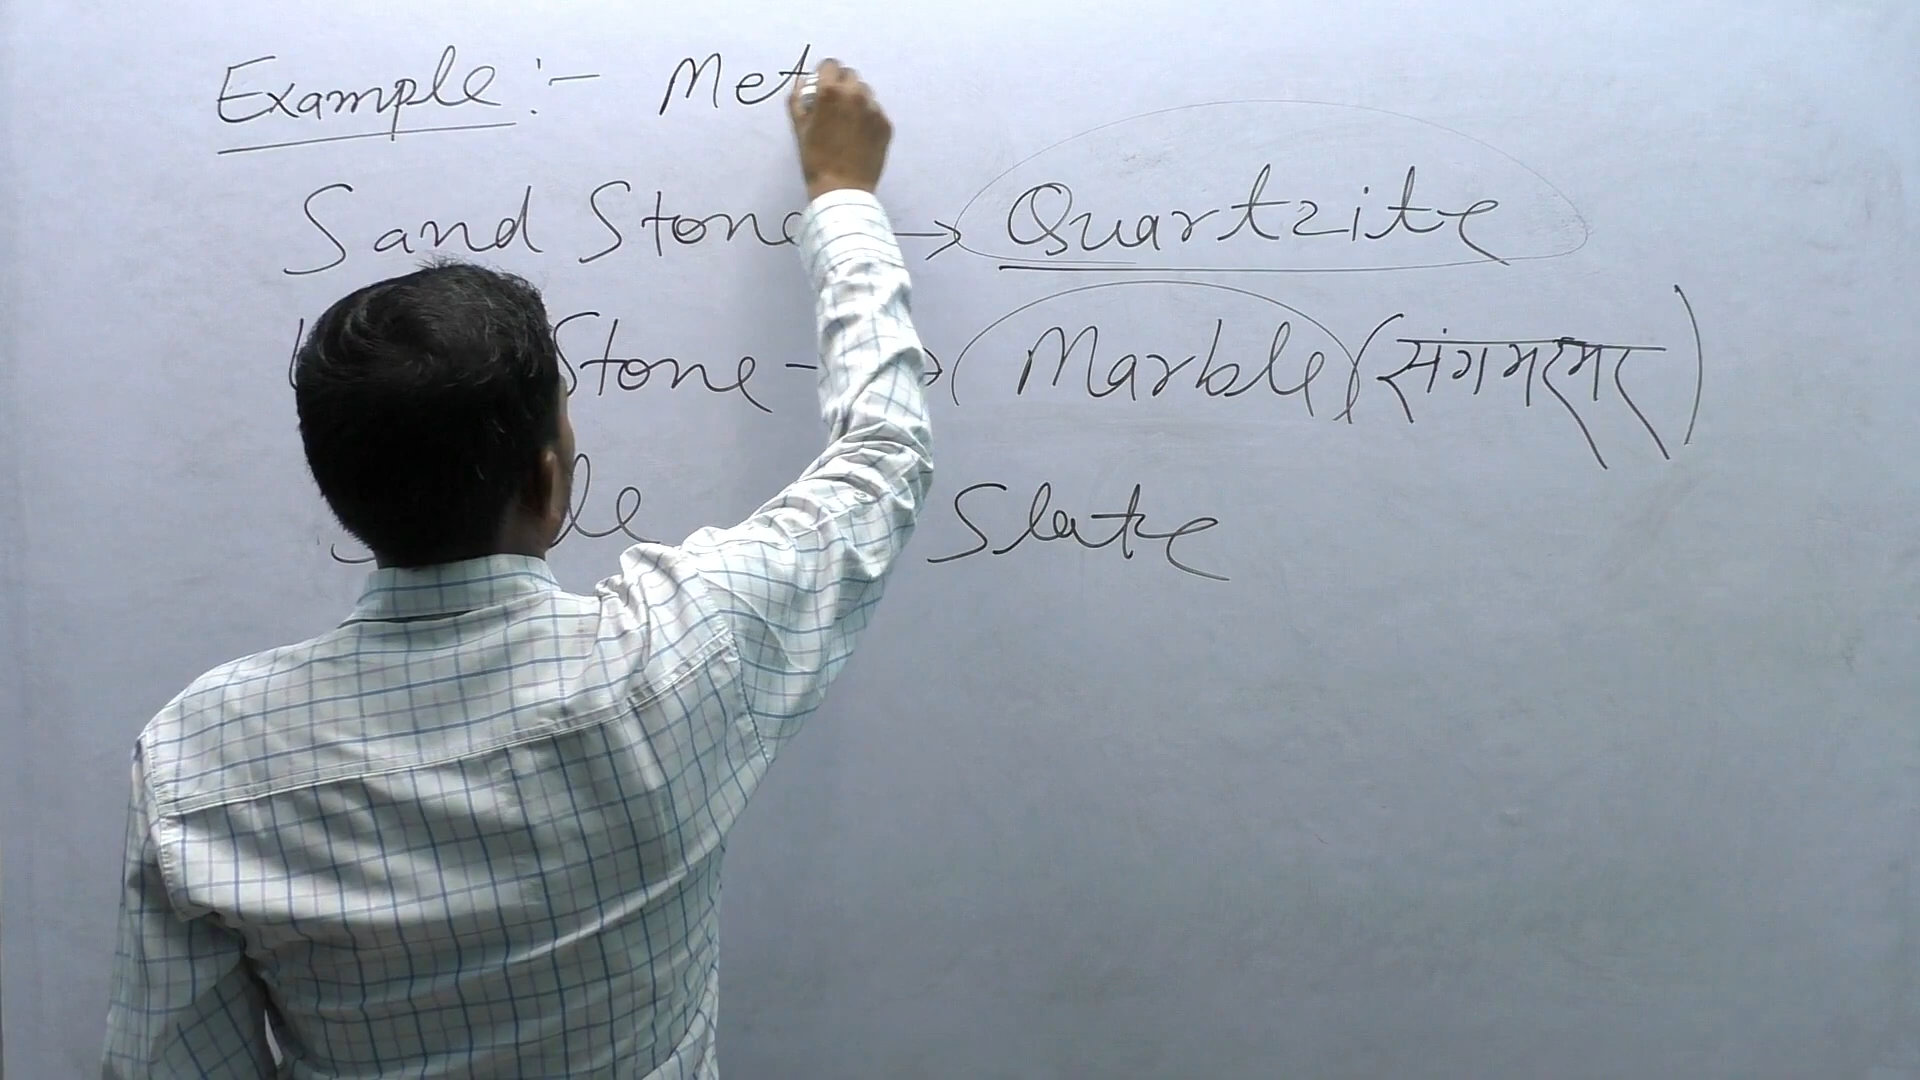 Example :- Met
Sand Stone → Quartzite
Stone → Marble (संगमरमर)
Slate